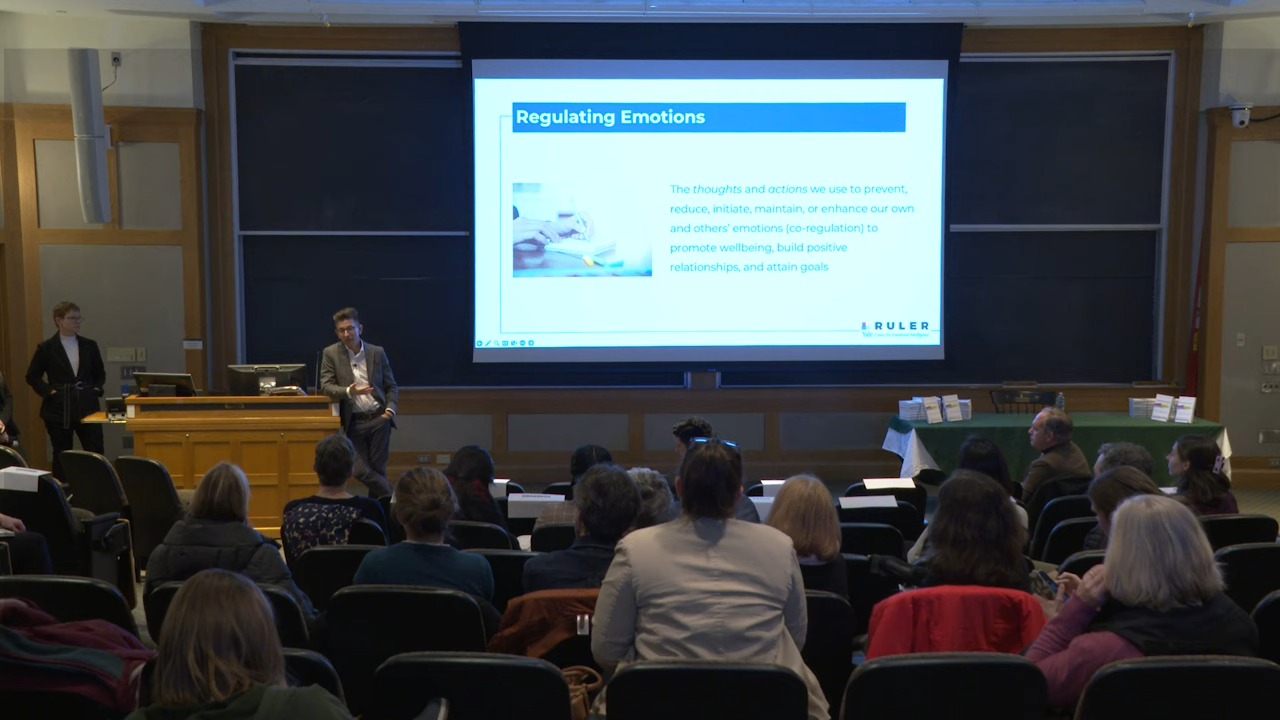 Regulating Emotions
The thoughts and actions we use to prevent,
reduce, initiate, maintain, or enhance our own
and others' emotions (co-regulation) to
promote wellbeing, build positive
relationships, and attain goals
RULER